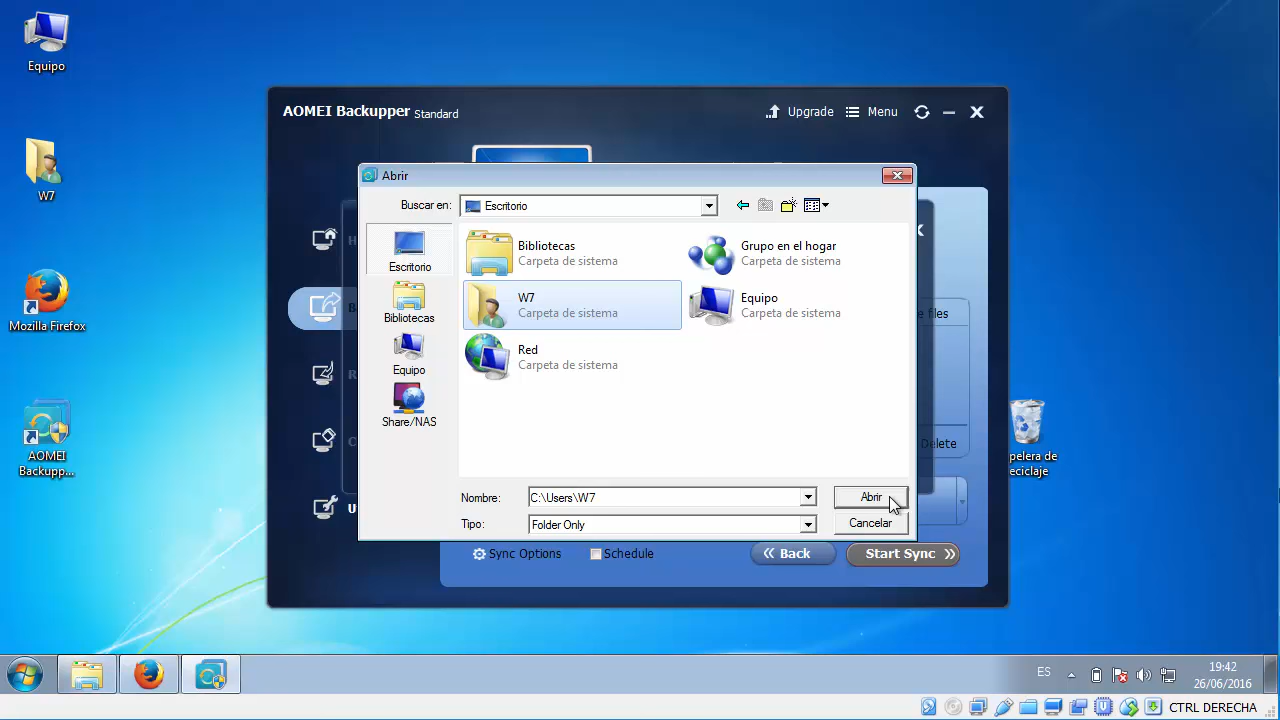 Equipo
W7
Mozilla Firefox
AOMEI
Backupp...
AOMEI Backupper Standard
Upgrade
Menu
Abrir
Buscar en:
Escritorio
Escritorio
Bibliotecas
Equipo
Share/NAS
Bibliotecas
Carpeta de sistema
Grupo en el hogar
Carpeta de sistema
W7
Carpeta de sistema
Equipo
Carpeta de sistema
Red
Carpeta de sistema
Nombre:
C:\Users\W7
Abrir
Tipo:
Folder Only
Cancelar
e files
Delete
Sync Options
Schedule
Back
Start Sync
pelera de
eciclaje
ES
19:42
26/06/2016
CTRL DERECHA